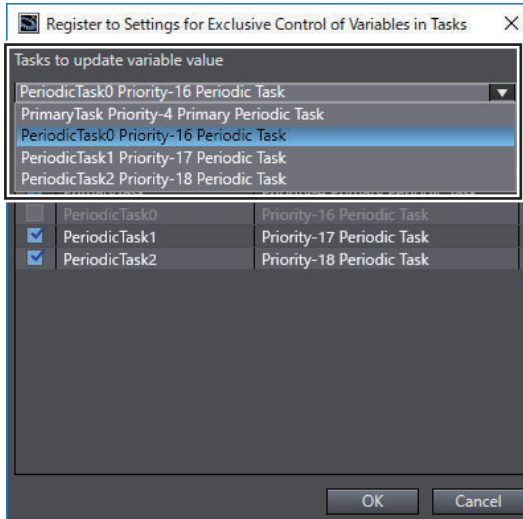 Register to Settings for Exclusive Control of Variables in Tasks
Tasks to update variable value
PeriodicTask0 Priority-16 Periodic Task
PrimaryTask Priority-4 Primary Periodic Task
PeriodicTask0 Priority-16 Periodic Task
PeriodicTask1 Priority-17 Periodic Task
PeriodicTask2 Priority-18 Periodic Task
PeriodicTask0 Priority-16 Periodic Task
PeriodicTask1 Priority-17 Periodic Task
PeriodicTask2 Priority-18 Periodic Task
OK Cancel